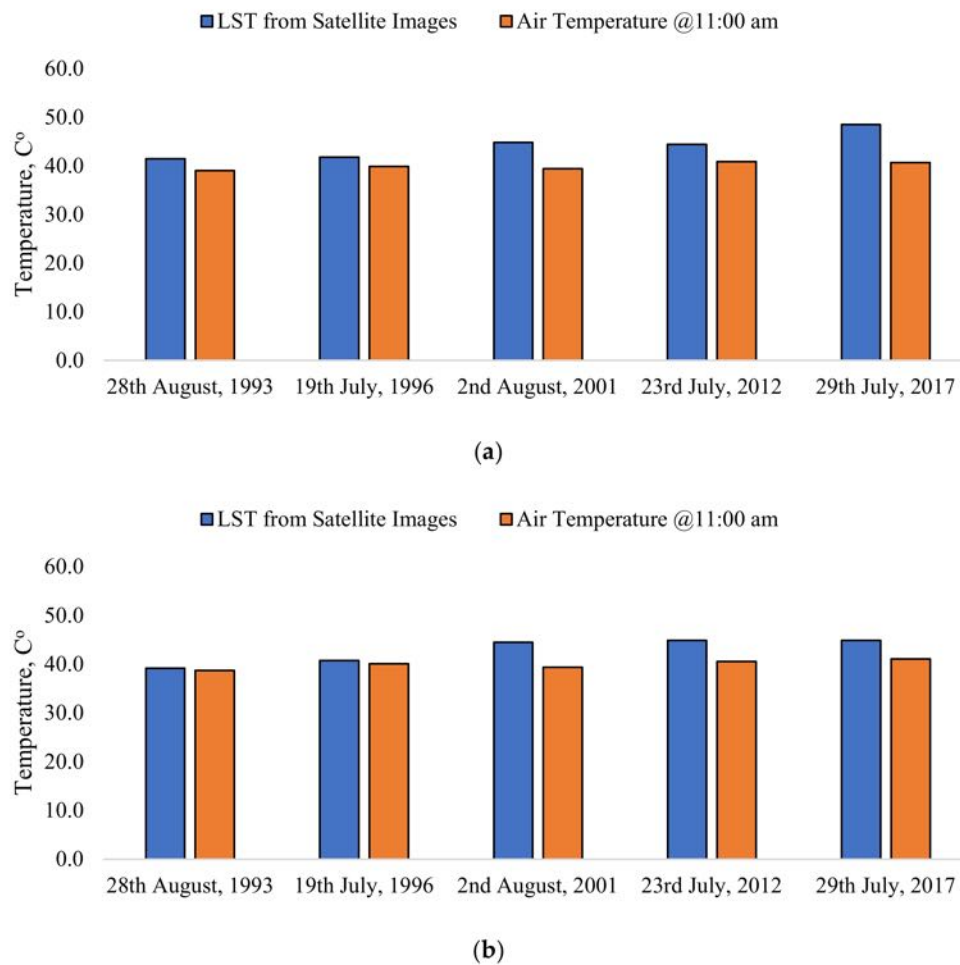 LST from Satellite Images Air Temperature @11:00 am
60.0
50.0
40.0
30.0
20.0
10.0
0.0
Temperature, Cº
28th August, 1993 19th July, 1996 2nd August, 2001 23rd July, 2012 29th July, 2017
(a)
LST from Satellite Images Air Temperature @11:00 am
60.0
50.0
40.0
30.0
20.0
10.0
0.0
Temperature, Cº
28th August, 1993 19th July, 1996 2nd August, 2001 23rd July, 2012 29th July, 2017
(b)